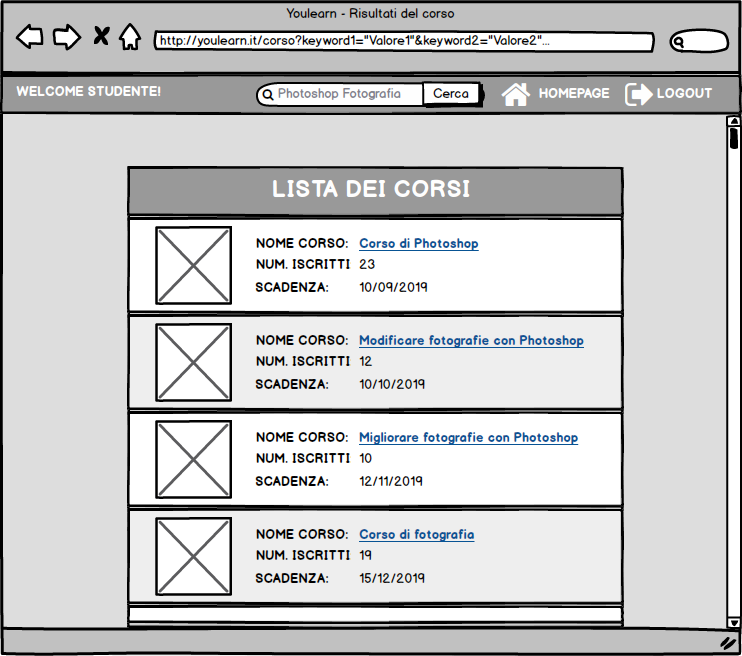 Youlearn - Risultati del corso
http://youlearn.it/corso?keyword1="Valore1"&keyword2="Valore2"...
WELCOME STUDENTE!
Photoshop Fotografia
Cerca
HOMEPAGE
LOGOUT
LISTA DEI CORSI
NOME CORSO: Corso di Photoshop
NUM. ISCRITTI 23
SCADENZA: 10/09/2019
NOME CORSO: Modificare fotografie con Photoshop
NUM. ISCRITTI 12
SCADENZA: 10/10/2019
NOME CORSO: Migliorare fotografie con Photoshop
NUM. ISCRITTI 10
SCADENZA: 12/11/2019
NOME CORSO: Corso di fotografia
NUM. ISCRITTI 19
SCADENZA: 15/12/2019